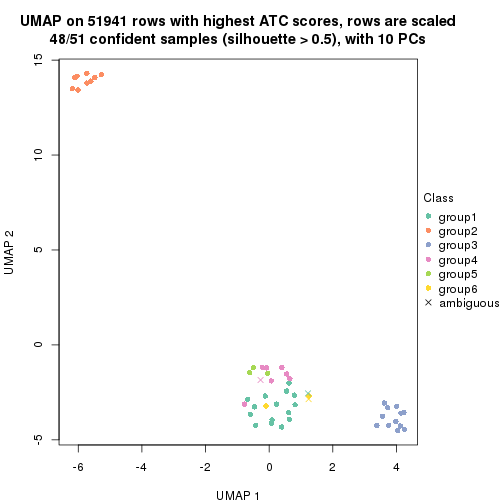 UMAP on 51941 rows with highest ATC scores, rows are scaled
48/51 confident samples (silhouette > 0.5), with 10 PCs
15
10
5
0
-5
UMAP 2
-6
-4
-2
0
2
4
UMAP 1
Class
group1
group2
group3
group4
group5
group6
ambiguous